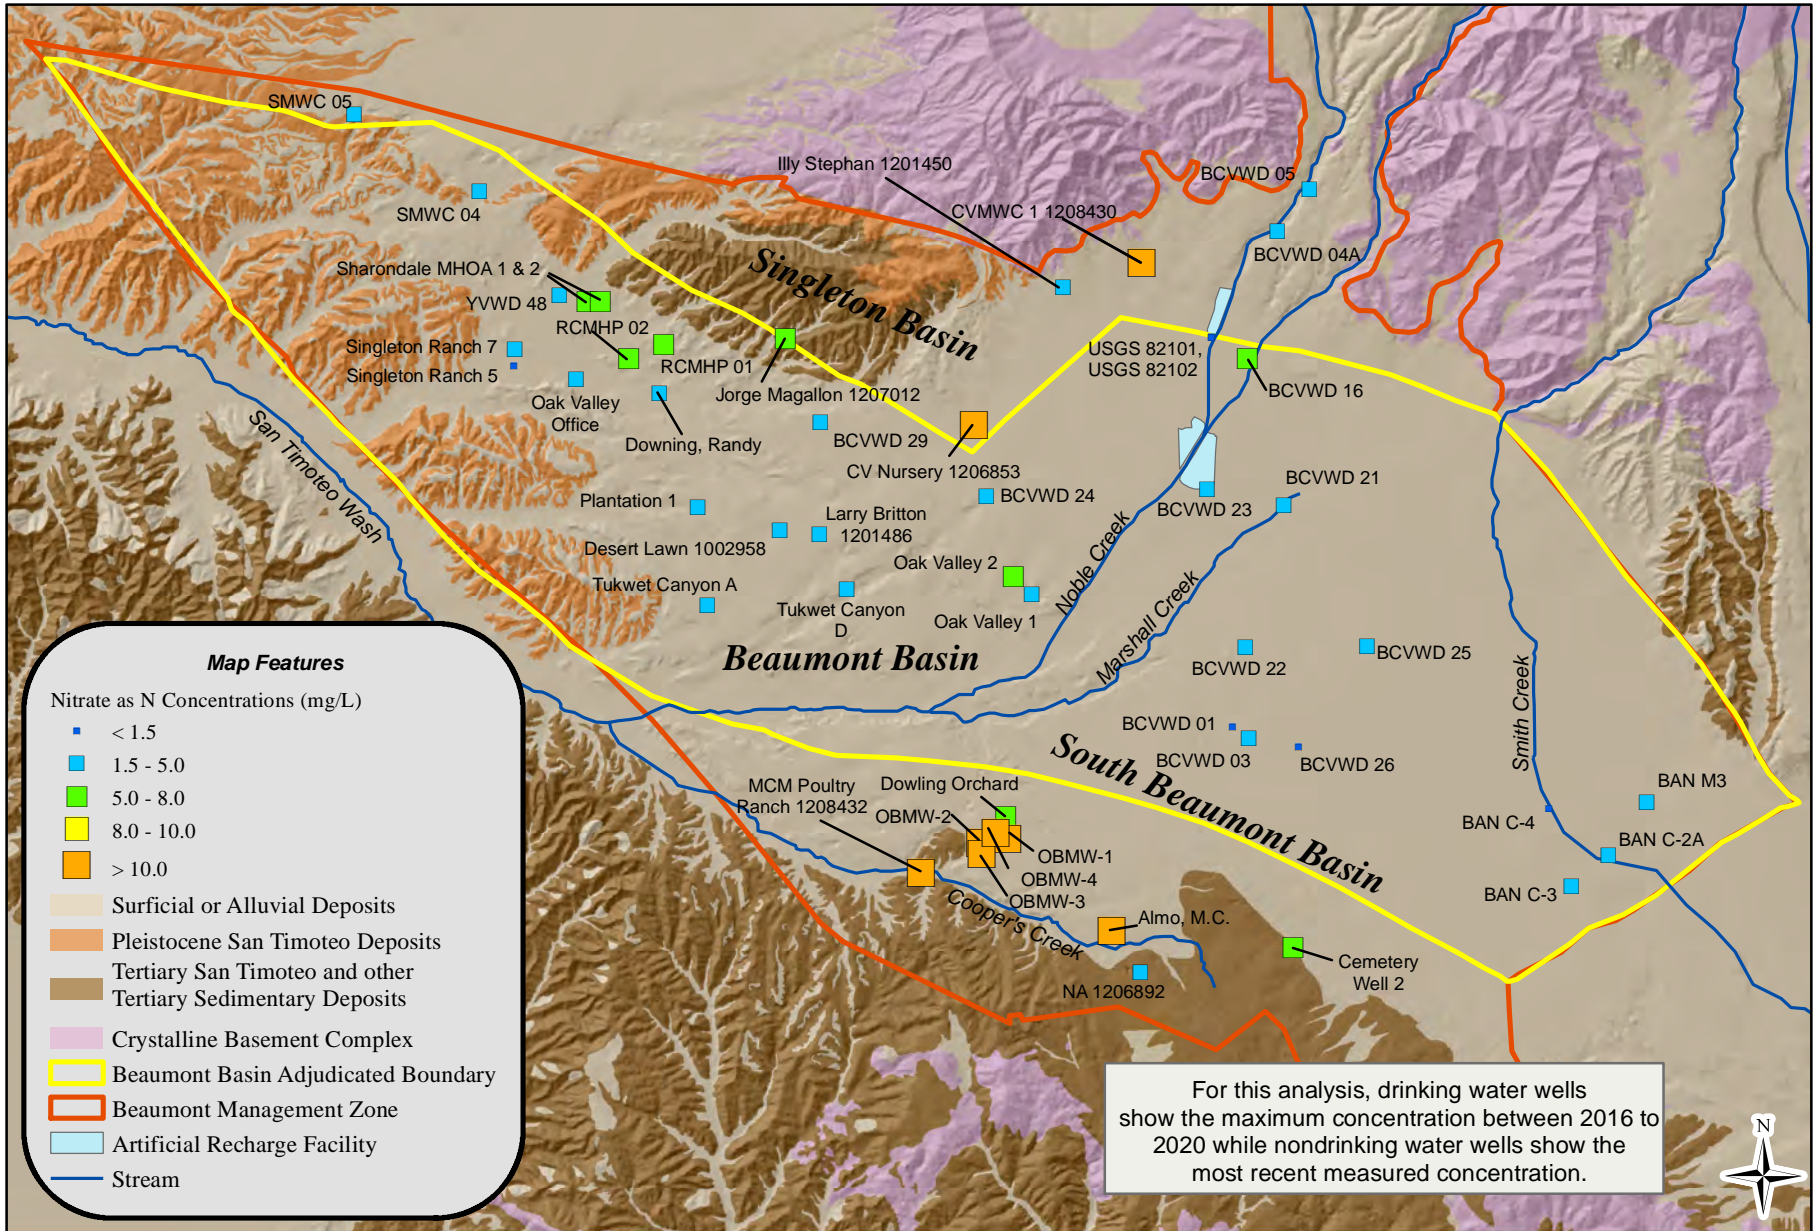 SMWC 05
Illy Stephan 1201450
BCVWD 05
SMWC 04
CVMWC 1 1208430
BCVWD 04A
Singleton Basin
Sharondale MHOA 1 & 2
YVWD 48
RCMHP 02
Singleton Ranch 7
RCMHP 01
Singleton Ranch 5
USGS 82101,
USGS 82102
BCVWD 16
Jorge Magallon 1207012
Oak Valley
Office
Downing, Randy
BCVWD 29
CV Nursery 1206853
San Timoteo Wash
Plantation 1
BCVWD 24
BCVWD 21
BCVWD 23
Larry Britton
1201486
Desert Lawn 1002958
Noble Creek
Oak Valley 2
Tukwet Canyon A
Tukwet Canyon
D
Oak Valley 1
Marshall Creek
Beaumont Basin
BCVWD 22
BCVWD 25
Smith Creek
BCVWD 01
BCVWD 03
BCVWD 26
South Beaumont Basin
MCM Poultry
Ranch 1208432
Dowling Orchard
OBMW-2
OBMW-1
OBMW-4
OBMW-3
BAN M3
BAN C-4
BAN C-2A
BAN C-3
Cooper's Creek
Almo, M.C.
Cemetery
Well 2
NA 1206892
Map Features
Nitrate as N Concentrations (mg/L)
< 1.5
1.5 - 5.0
5.0 - 8.0
8.0 - 10.0
> 10.0
Surficial or Alluvial Deposits
Pleistocene San Timoteo Deposits
Tertiary San Timoteo and other
Tertiary Sedimentary Deposits
Crystalline Basement Complex
Beaumont Basin Adjudicated Boundary
Beaumont Management Zone
Artificial Recharge Facility
Stream
For this analysis, drinking water wells
show the maximum concentration between 2016 to
2020 while nondrinking water wells show the
most recent measured concentration.
N